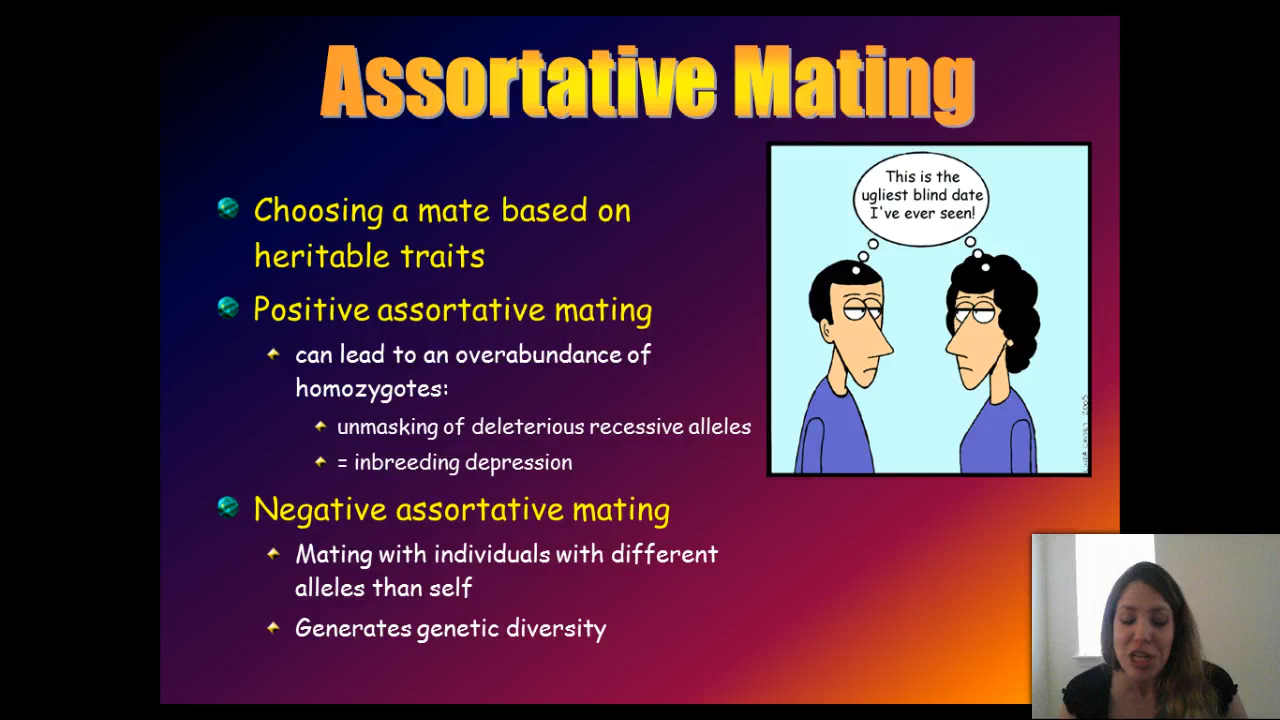 Assortative Mating
Choosing a mate based on
heritable traits
Positive assortative mating
can lead to an overabundance of
homozygotes:
unmasking of deleterious recessive alleles
= inbreeding depression
Negative assortative mating
Mating with individuals with different
alleles than self
Generates genetic diversity
This is the
ugliest blind date
I've ever seen!
2005